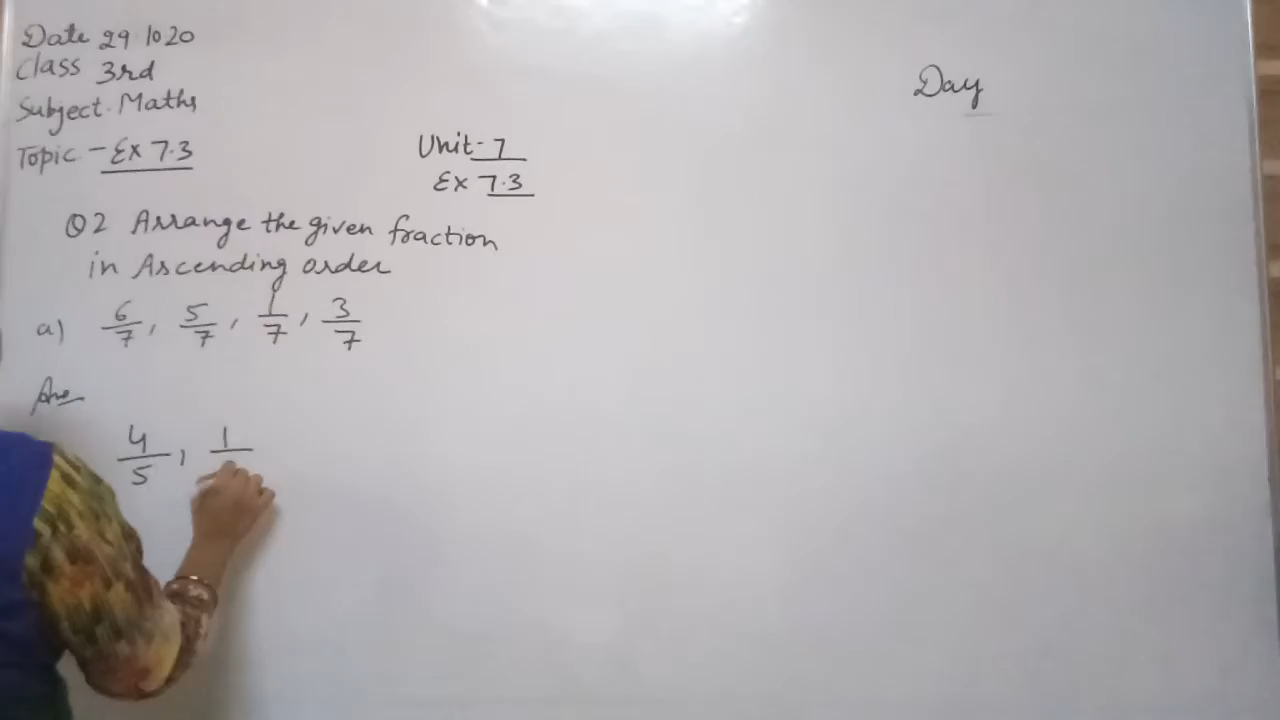 Date 29 10 20
Class 3rd
Subject. Maths
Day
Topic - Ex 7.3
Unit - 7
Ex 7.3
Q2 Arrange the given fraction
in Ascending order
a) 6/7, 5/7, 1/7, 3/7
Ans
4/5, 1/